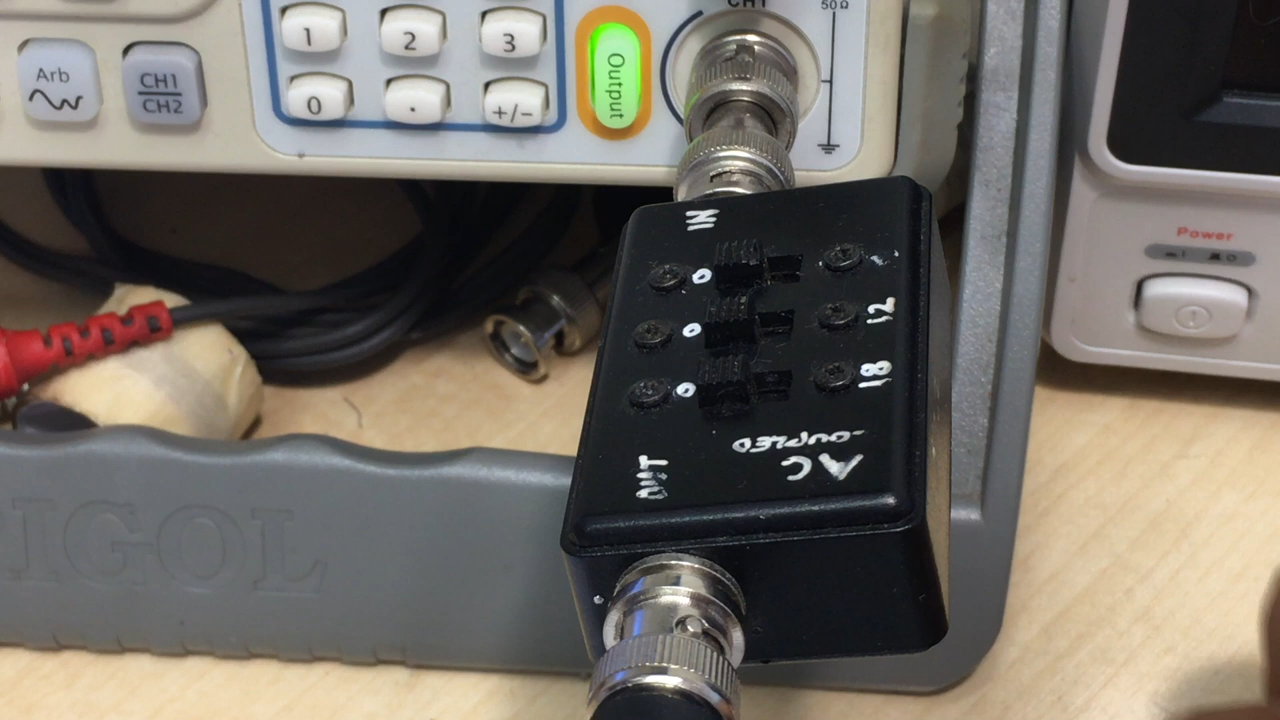 CH1
50Ω
1 2 3
Arb
CH1
CH2
0 . +/-
Output
IN
0
0 12
0 18
OUT
AC
-OUPLED
Power
IGOL